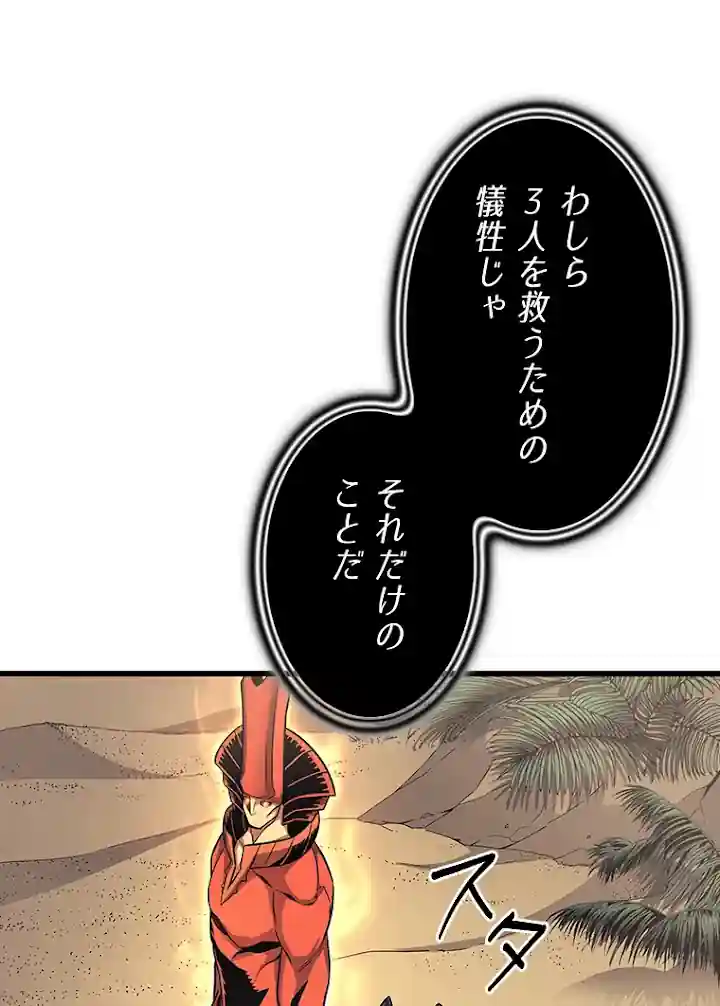 わしら
3人を救うための
犠牲じゃ
それだけの
ことだ
スタ